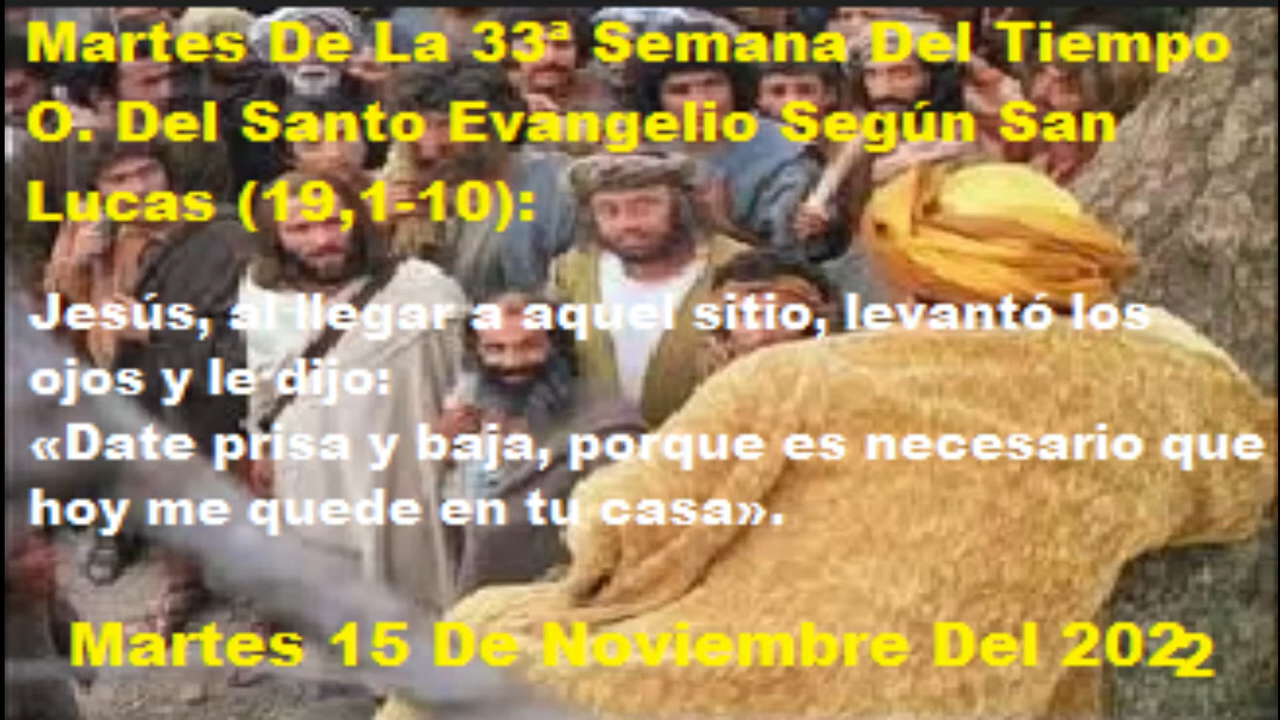 Martes De La 33ª Semana Del Tiempo
O. Del Santo Evangelio Según San
Lucas (19,1-10):
Jesús, al llegar a aquel sitio, levantó los
ojos y le dijo:
«Date prisa y baja, porque es necesario que
hoy me quede en tu casa».
Martes 15 De Noviembre Del 2022